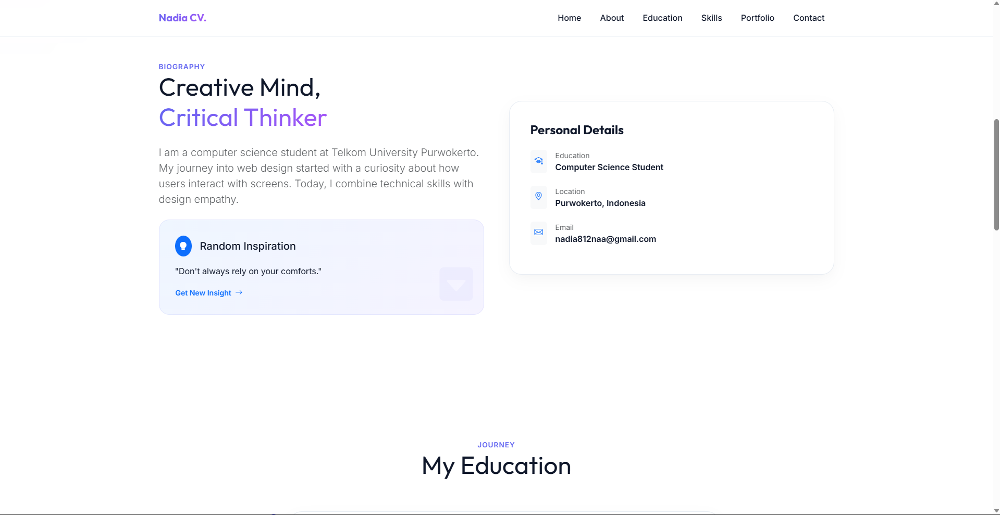 Nadia CV.
Home About Education Skills Portfolio Contact
BIOGRAPHY
Creative Mind,
Critical Thinker
I am a computer science student at Telkom University Purwokerto.
My journey into web design started with a curiosity about how
users interact with screens. Today, I combine technical skills with
design empathy.
Random Inspiration
"Don't always rely on your comforts."
Get New Insight
Personal Details
Education
Computer Science Student
Location
Purwokerto, Indonesia
Email
nadia812naa@gmail.com
JOURNEY
My Education